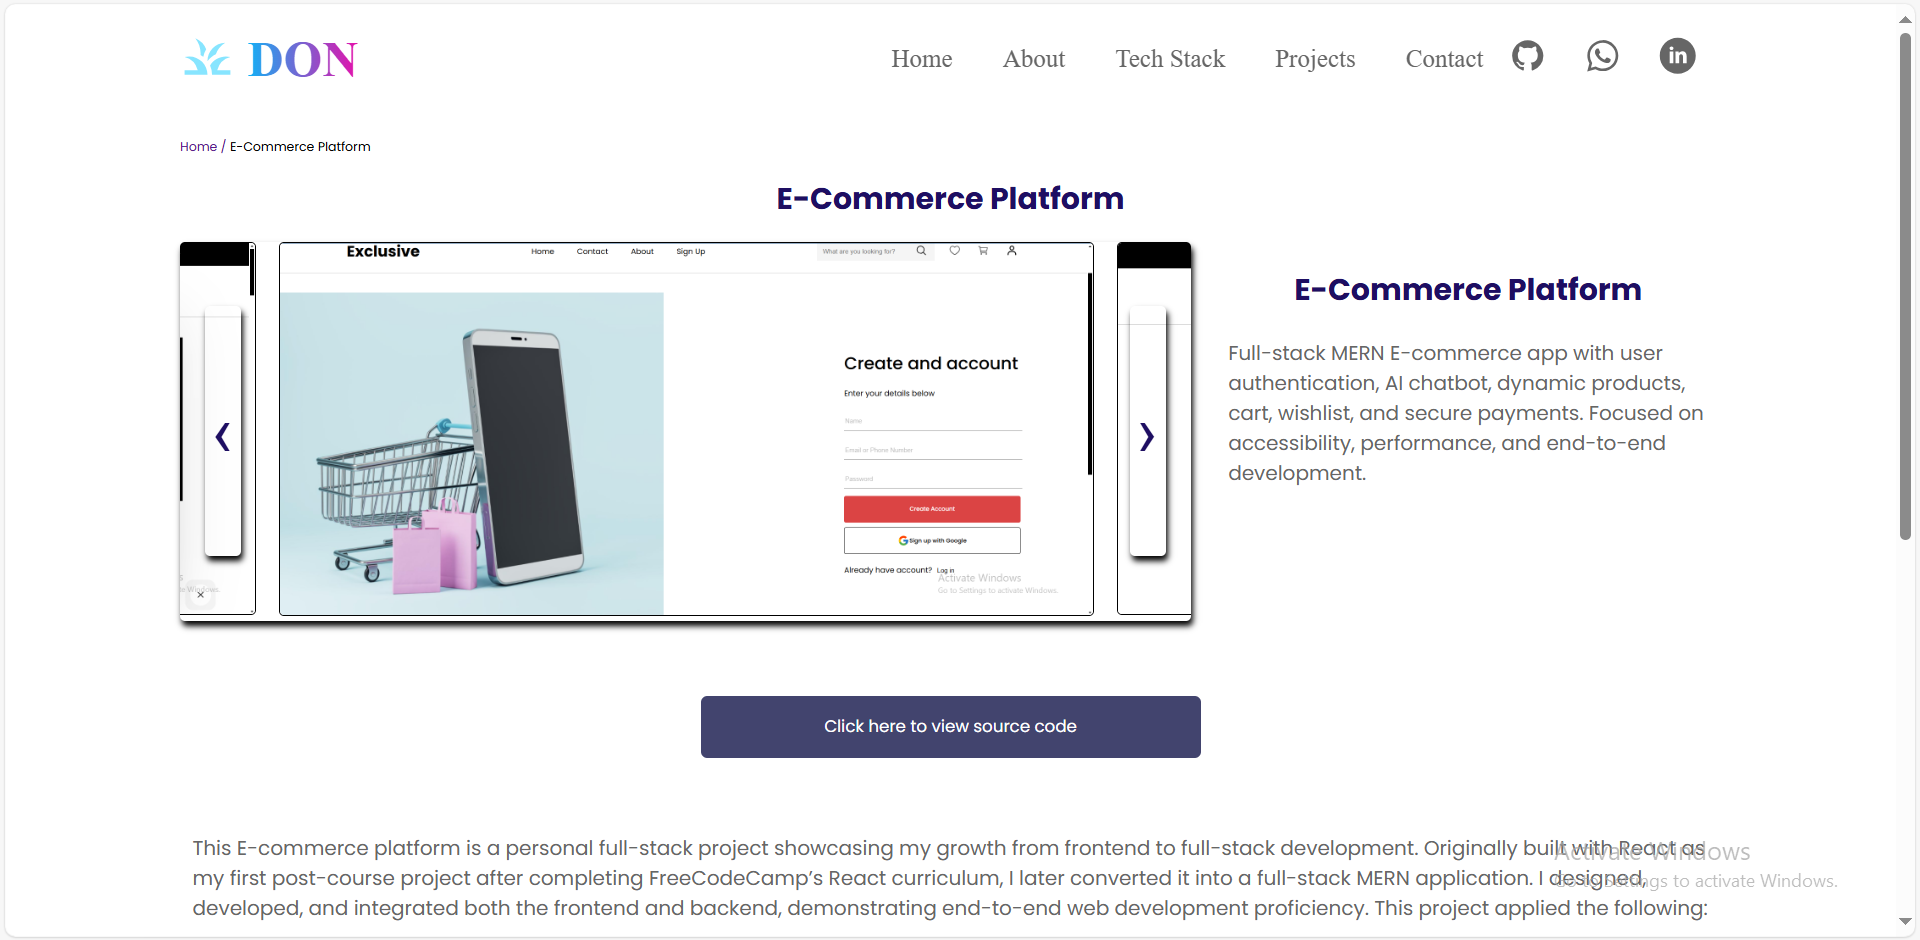 DON
Home About Tech Stack Projects Contact
Home / E-Commerce Platform
E-Commerce Platform
Exclusive Home Contact About Sign Up What are you looking for?
Create and account
Enter your details below
Name
Email or Phone Number
Password
Create Account
Sign up with Google
Already have account? Log in
Activate Windows
Go to Settings to activate Windows.
E-Commerce Platform
Full-stack MERN E-commerce app with user
authentication, AI chatbot, dynamic products,
cart, wishlist, and secure payments. Focused on
accessibility, performance, and end-to-end
development.
Click here to view source code
This E-commerce platform is a personal full-stack project showcasing my growth from frontend to full-stack development. Originally built with React as
my first post-course project after completing FreeCodeCamp’s React curriculum, I later converted it into a full-stack MERN application. I designed,
developed, and integrated both the frontend and backend, demonstrating end-to-end web development proficiency. This project applied the following:
Activate Windows
Go to Settings to activate Windows.